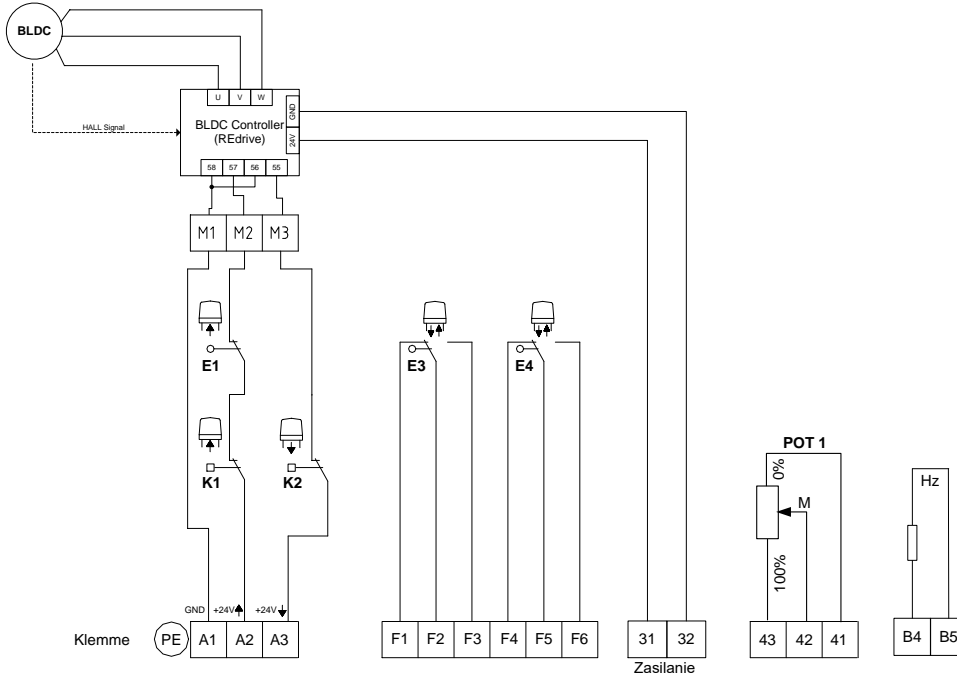 BLDC
U V W
GND
HALL Signal
BLDC Controller
(REdrive)
24V
58 57 56 55
M1 M2 M3
E1
E3 E4
K1 K2
POT 1
0%
M
100%
Hz
GND +24V +24V
Klemme PE A1 A2 A3 F1 F2 F3 F4 F5 F6 31 32 43 42 41 B4 B5
Zasilanie